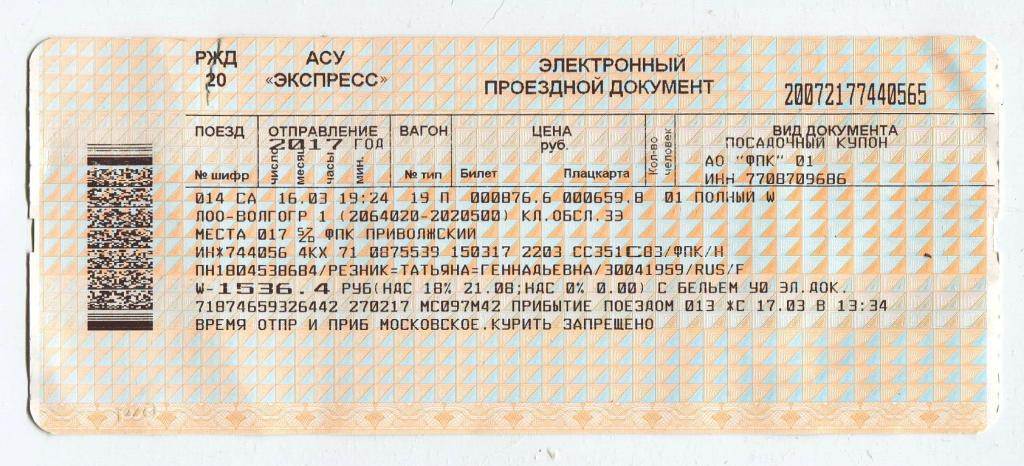 РЖД АСУ ЭЛЕКТРОННЫЙ
20 «ЭКСПРЕСС» ПРОЕЗДНОЙ ДОКУМЕНТ 20072177440565
ПОЕЗД ОТПРАВЛЕНИЕ ВАГОН ЦЕНА Кол-во человек ВИД ДОКУМЕНТА
2017 ГОД руб. ПОСАДОЧНЫЙ КУПОН
число месяц часы мин. АО "ФПК" 01
№ шифр № тип Билет Плацкарта ИНН 7708709686
014 СА 16.03 19:24 19 П 000876.6 000659.8 01 ПОЛНЫЙ W
ЛОО-ВОЛГОГР 1 (2064020-2020500) КЛ.ОБСЛ.3Э
МЕСТА 017 ФПК ПРИВОЛЖСКИЙ
ИН*744056 4КХ 71 0875539 150317 2203 СС351С83/ФПК/Н
ПН1804538684/РЕЗНИК=ТАТЬЯНА=ГЕННАДЬЕВНА/30041959/RUS/F
W-1536.4 РУБ(НДС 18% 21.08;НДС 0% 0.00) С БЕЛЬЕМ У0 ЭЛ.ДОК.
71874659326442 270217 МС097М42 ПРИБЫТИЕ ПОЕЗДОМ 013 *С 17.03 В 13:34
ВРЕМЯ ОТПР И ПРИБ МОСКОВСКОЕ.КУРИТЬ ЗАПРЕЩЕНО